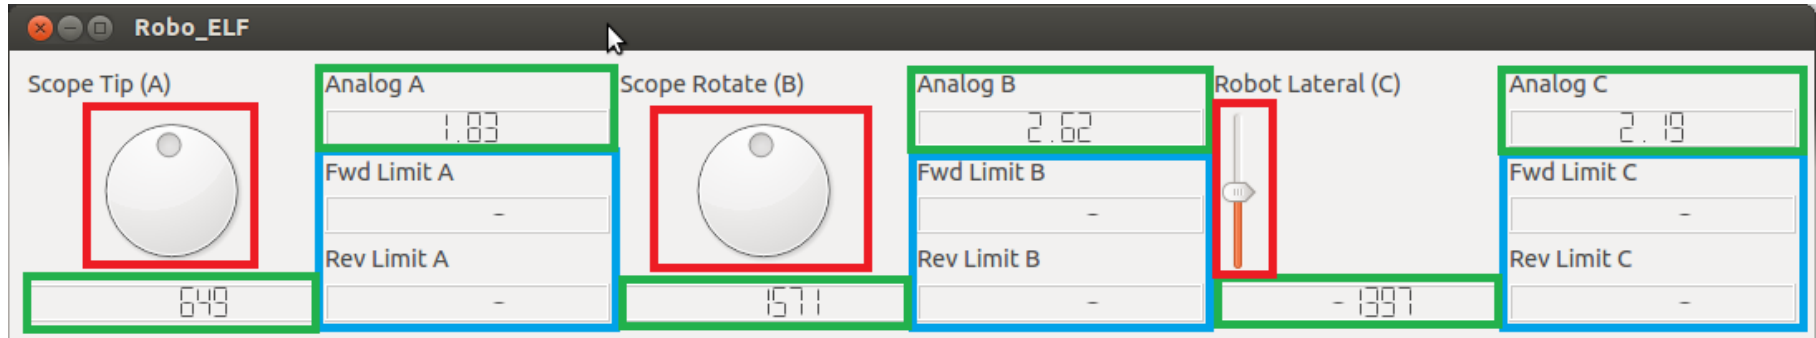 Robo_ELF
Scope Tip (A)
Analog A
1.83
Fwd Limit A
-
Rev Limit A
-
649
Scope Rotate (B)
Analog B
2.62
Fwd Limit B
-
Rev Limit B
-
1571
Robot Lateral (C)
Analog C
2.19
Fwd Limit C
-
Rev Limit C
-
-1397